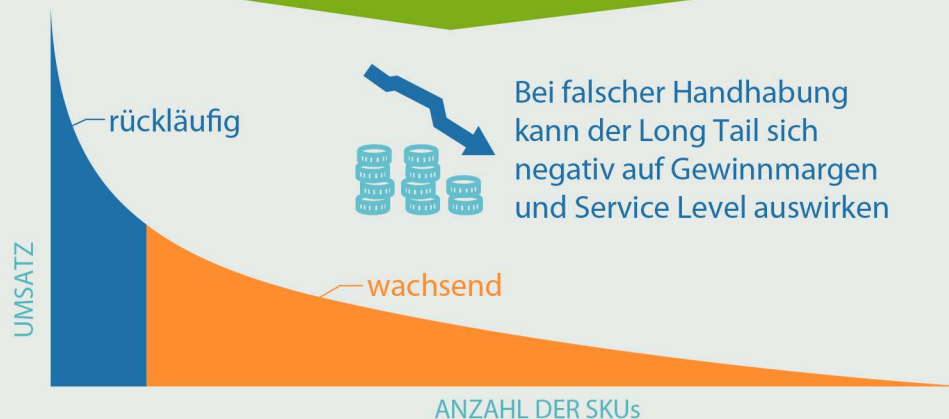 rückläufig
Bei falscher Handhabung
kann der Long Tail sich
negativ auf Gewinnmargen
und Service Level auswirken
wachsend
UMSATZ
ANZAHL DER SKUs